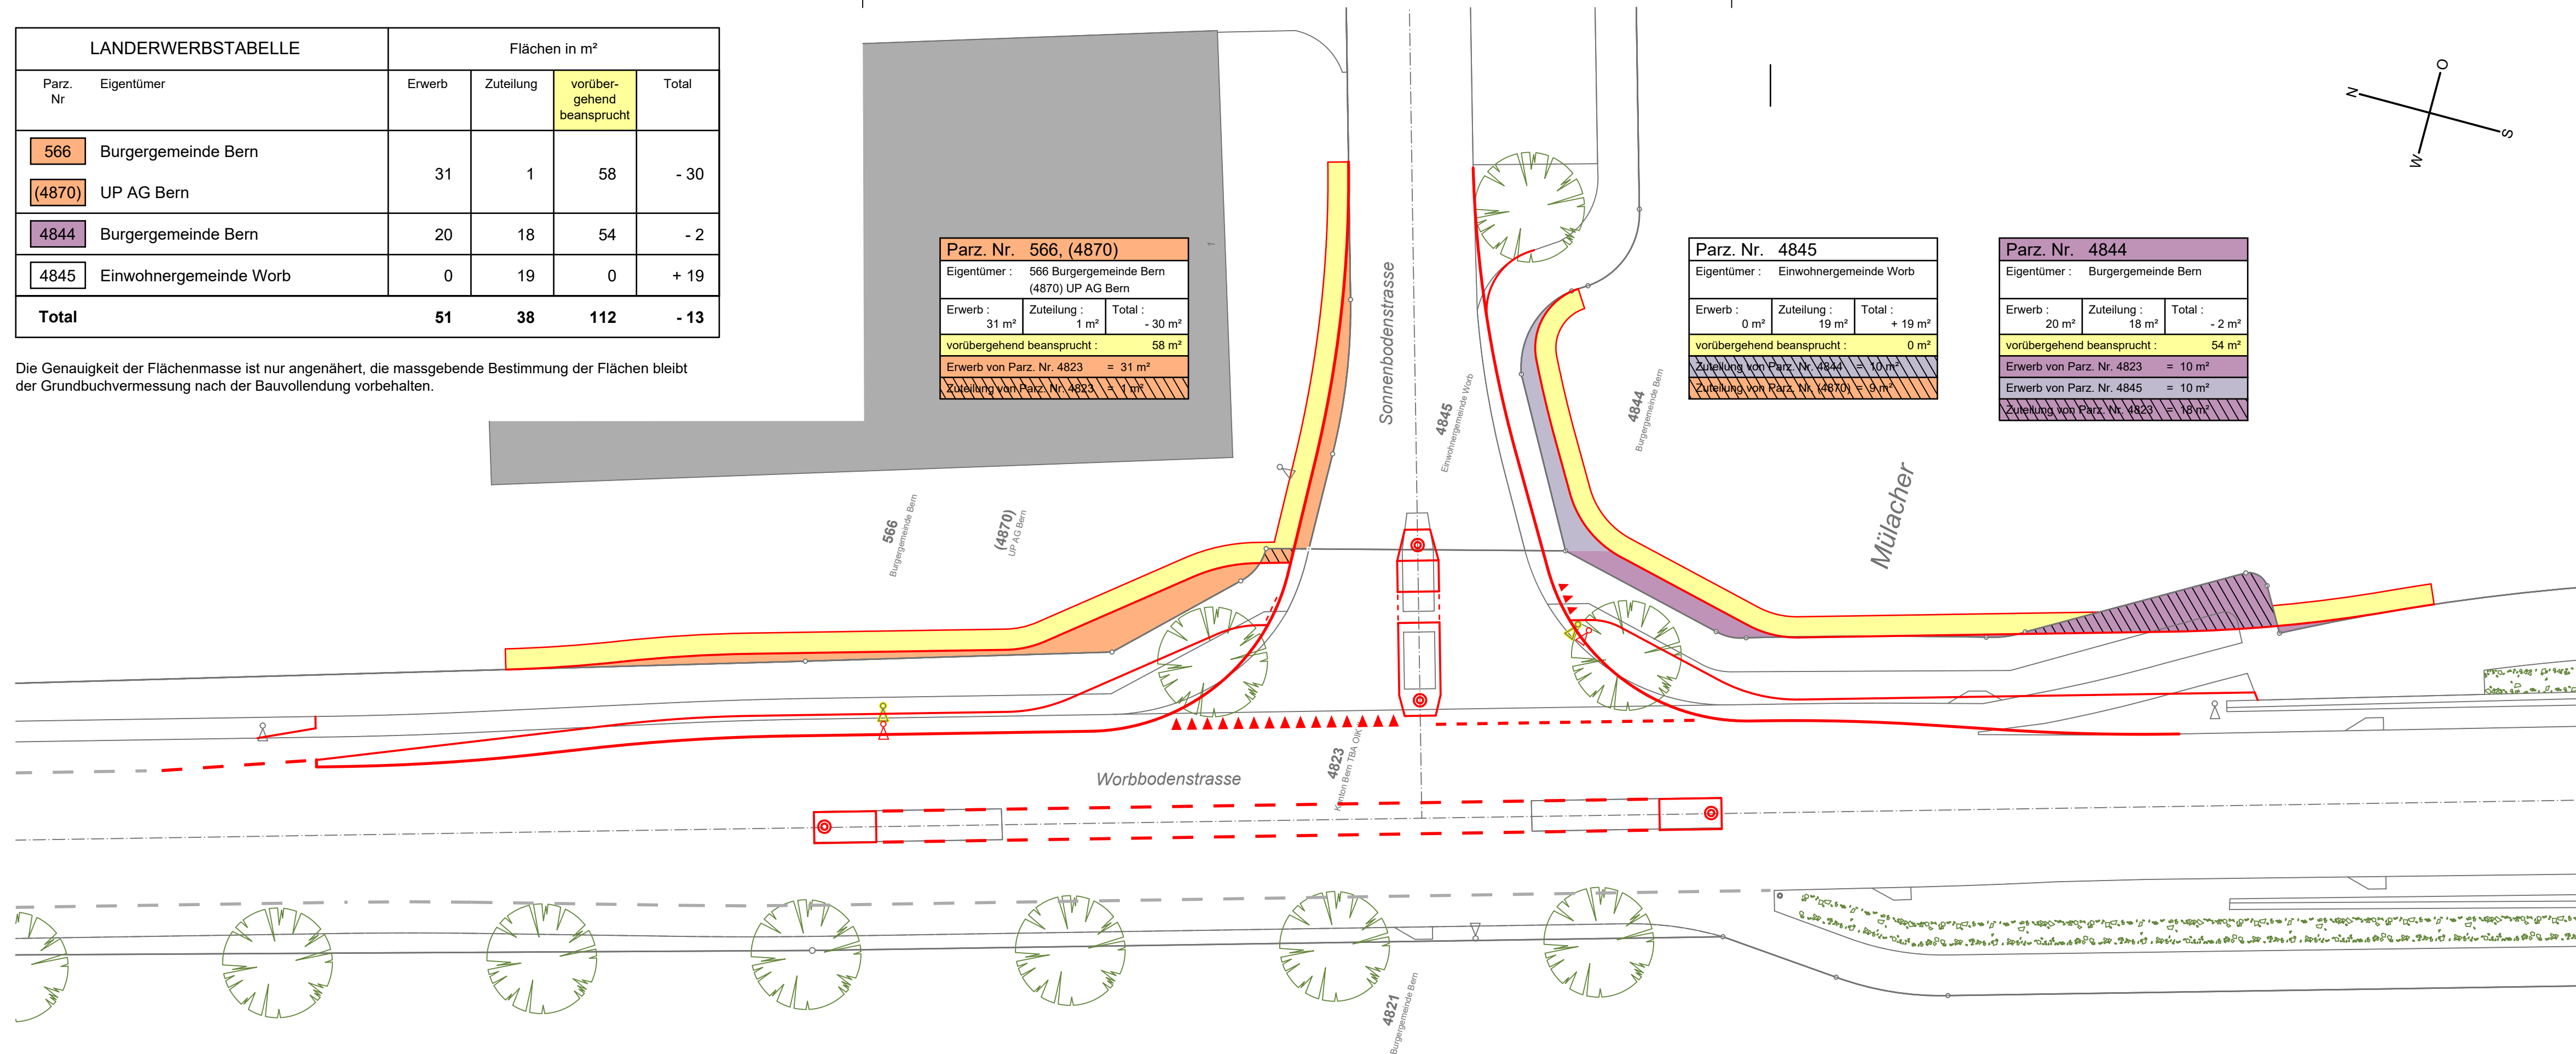 LANDERWERBSTABELLE Flächen in m²
Parz. Nr Eigentümer Erwerb Zuteilung vorüber-gehend beansprucht Total
566 Burgergemeinde Bern
(4870) UP AG Bern
31 1 58 - 30
4844 Burgergemeinde Bern 20 18 54 - 2
4845 Einwohnergemeinde Worb 0 19 0 + 19
Total 51 38 112 - 13
Die Genauigkeit der Flächenmasse ist nur angenähert, die massgebende Bestimmung der Flächen bleibt
der Grundbuchvermessung nach der Bauvollendung vorbehalten.
Parz. Nr. 566, (4870)
Eigentümer : 566 Burgergemeinde Bern
(4870) UP AG Bern
Erwerb : Zuteilung : Total :
31 m² 1 m² - 30 m²
vorübergehend beansprucht : 58 m²
Erwerb von Parz. Nr. 4823 = 31 m²
Zuteilung von Parz. Nr. 4823 = 1 m²
1
Parz. Nr. 4845
Eigentümer : Einwohnergemeinde Worb
Erwerb : Zuteilung : Total :
0 m² 19 m² + 19 m²
vorübergehend beansprucht : 0 m²
Zuteilung von Parz. Nr. 4844 = 10 m²
Zuteilung von Parz. Nr. (4870) = 9 m²
Parz. Nr. 4844
Eigentümer : Burgergemeinde Bern
Erwerb : Zuteilung : Total :
20 m² 18 m² - 2 m²
vorübergehend beansprucht : 54 m²
Erwerb von Parz. Nr. 4823 = 10 m²
Erwerb von Parz. Nr. 4845 = 10 m²
Zuteilung von Parz. Nr. 4823 = 18 m²
N
O
S
W
Sonnenbodenstrasse
4845
Einwohnergemeinde Worb
4844
Burgergemeinde Bern
Mülacher
566
Burgergemeinde Bern
(4870)
UP AG Bern
Worbbodenstrasse
4823
Kanton Bern TBA OIK
4821
Burgergemeinde Bern